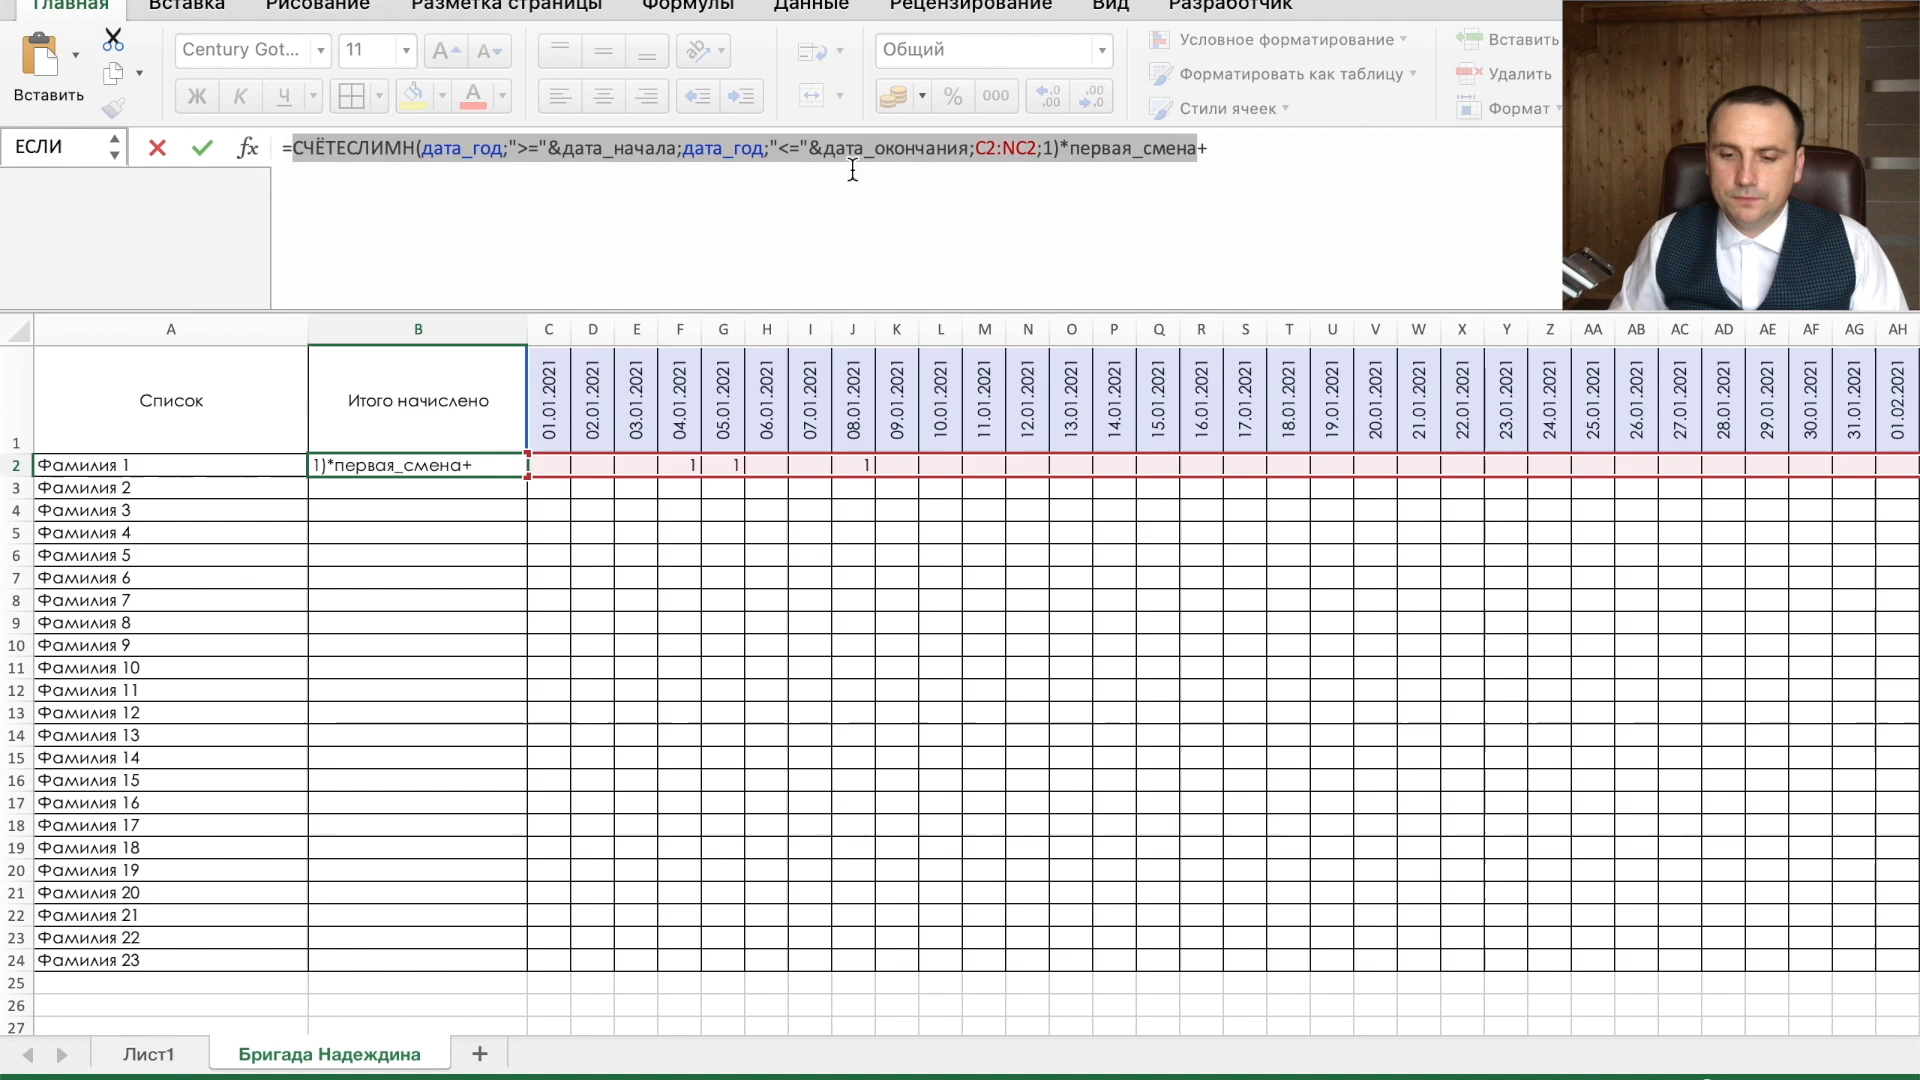 Главная Вставка Рисование Разметка страницы Формулы Данные Рецензирование Вид Разработчик
Вставить
Century Got... 11
Ж К Ч А
Общий
% 000
Условное форматирование
Форматировать как таблицу
Стили ячеек
Вставить
Удалить
Формат
ЕСЛИ fx =СЧЁТЕСЛИМН(дата_год;">="&дата_начала;дата_год;"<="&дата_окончания;C2:NC2;1)*первая_смена+
A B C D E F G H I J K L M N O P Q R S T U V W X Y Z AA AB AC AD AE AF AG AH
1 Список Итого начислено 01.01.2021 02.01.2021 03.01.2021 04.01.2021 05.01.2021 06.01.2021 07.01.2021 08.01.2021 09.01.2021 10.01.2021 11.01.2021 12.01.2021 13.01.2021 14.01.2021 15.01.2021 16.01.2021 17.01.2021 18.01.2021 19.01.2021 20.01.2021 21.01.2021 22.01.2021 23.01.2021 24.01.2021 25.01.2021 26.01.2021 27.01.2021 28.01.2021 29.01.2021 30.01.2021 31.01.2021 01.02.2021
2 Фамилия 1 1)*первая_смена+ 1 1 1
3 Фамилия 2
4 Фамилия 3
5 Фамилия 4
6 Фамилия 5
7 Фамилия 6
8 Фамилия 7
9 Фамилия 8
10 Фамилия 9
11 Фамилия 10
12 Фамилия 11
13 Фамилия 12
14 Фамилия 13
15 Фамилия 14
16 Фамилия 15
17 Фамилия 16
18 Фамилия 17
19 Фамилия 18
20 Фамилия 19
21 Фамилия 20
22 Фамилия 21
23 Фамилия 22
24 Фамилия 23
25
26
27
Лист1 Бригада Надеждина +